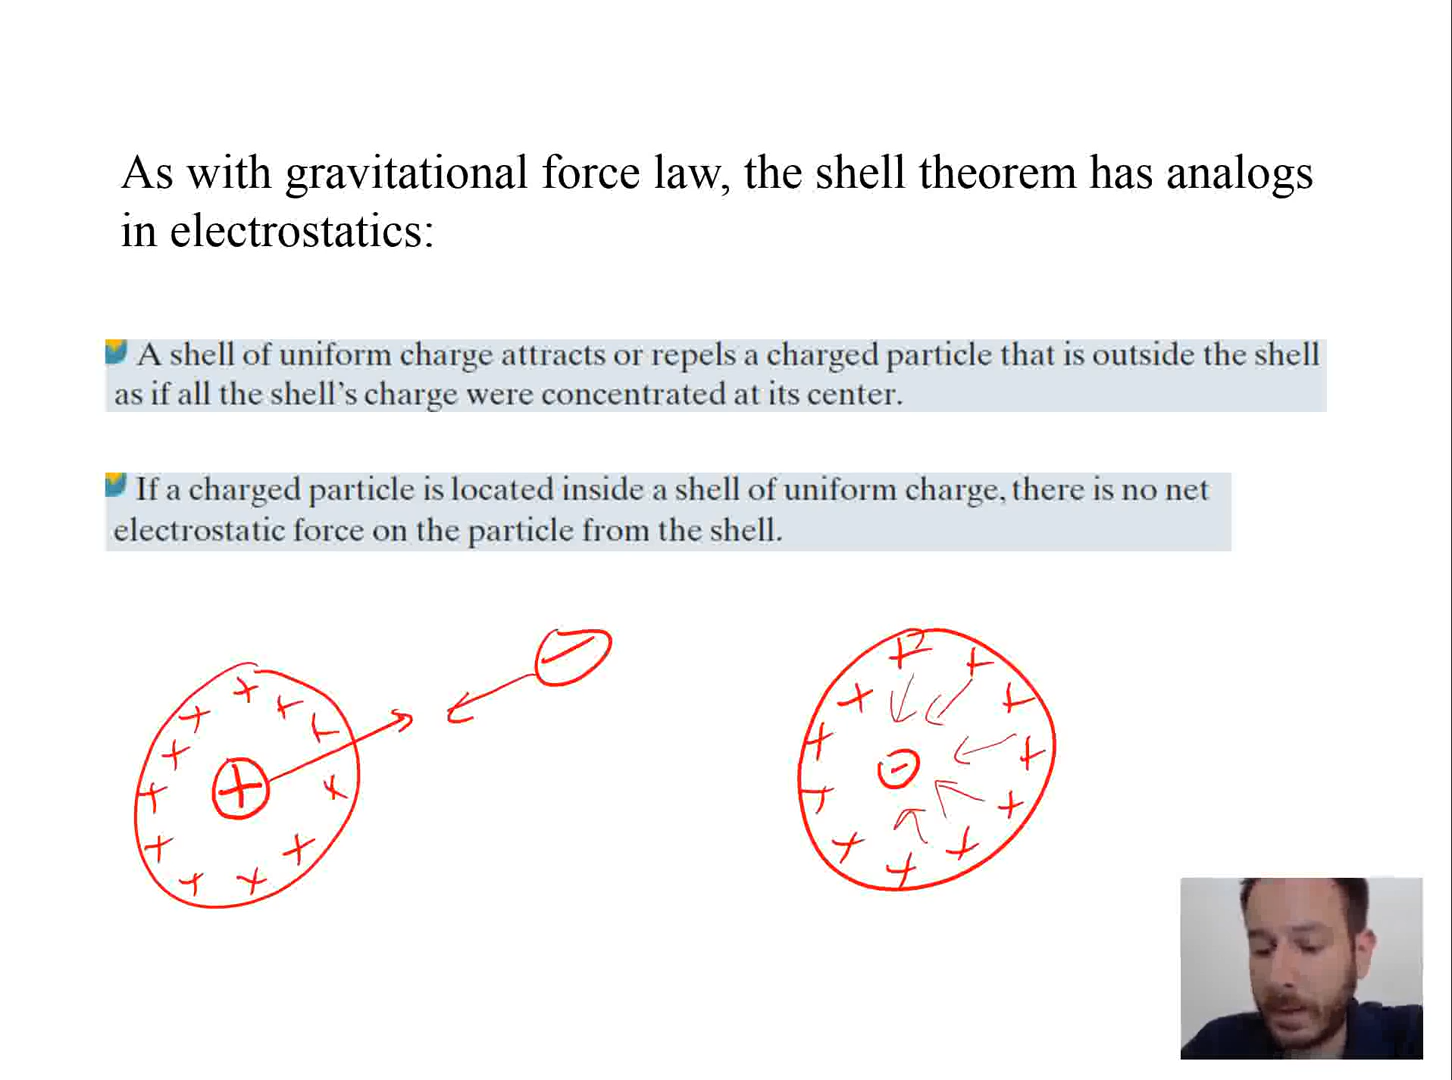 As with gravitational force law, the shell theorem has analogs
in electrostatics:
A shell of uniform charge attracts or repels a charged particle that is outside the shell
as if all the shell's charge were concentrated at its center.
If a charged particle is located inside a shell of uniform charge, there is no net
electrostatic force on the particle from the shell.